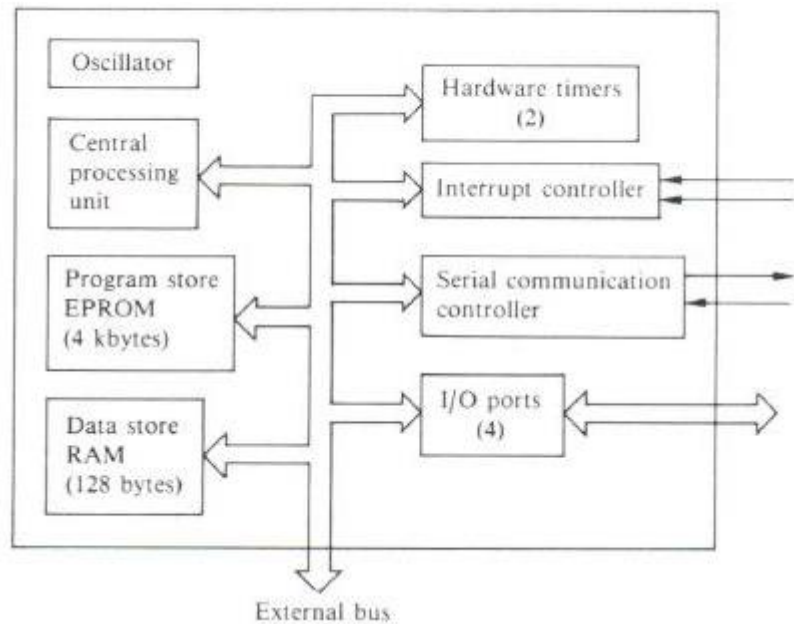 Oscillator
Central
processing
unit
Program store
EPROM
(4 kbytes)
Data store
RAM
(128 bytes)
Hardware timers
(2)
Interrupt controller
Serial communication
controller
I/O ports
(4)
External bus